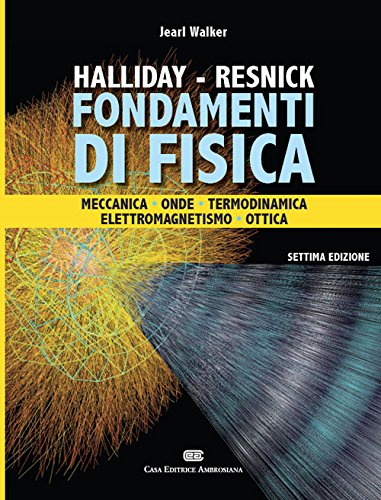 Jearl Walker
HALLIDAY - RESNICK
FONDAMENTI
DI FISICA
MECCANICA • ONDE • TERMODINAMICA
ELETTROMAGNETISMO • OTTICA
SETTIMA EDIZIONE
CASA EDITRICE AMBROSIANA